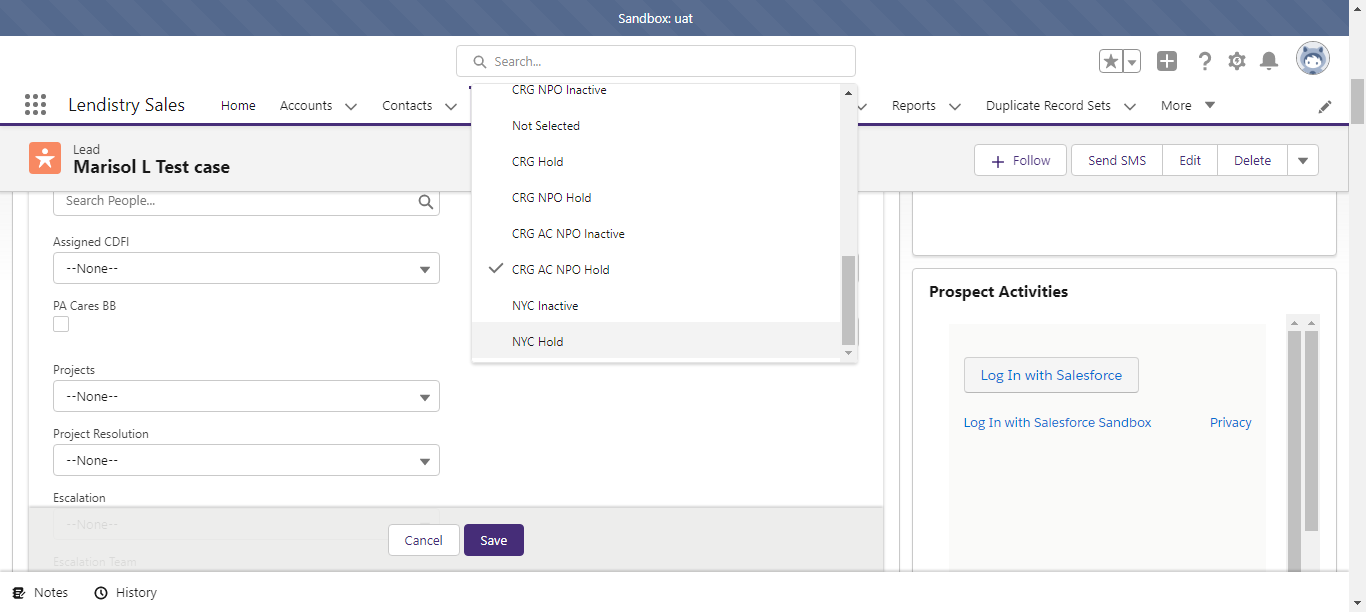 Sandbox: uat
Search...
Lendistry Sales
Home
Accounts
Contacts
Reports
Duplicate Record Sets
More
Lead
Marisol L Test case
Follow
Send SMS
Edit
Delete
CRG NPO Inactive
Not Selected
CRG Hold
CRG NPO Hold
CRG AC NPO Inactive
CRG AC NPO Hold
NYC Inactive
NYC Hold
Search People...
Assigned CDFI
--None--
PA Cares BB
Projects
--None--
Project Resolution
--None--
Escalation
--None--
Escalation Team
Cancel
Save
Prospect Activities
Log In with Salesforce
Log In with Salesforce Sandbox
Privacy
Notes
History